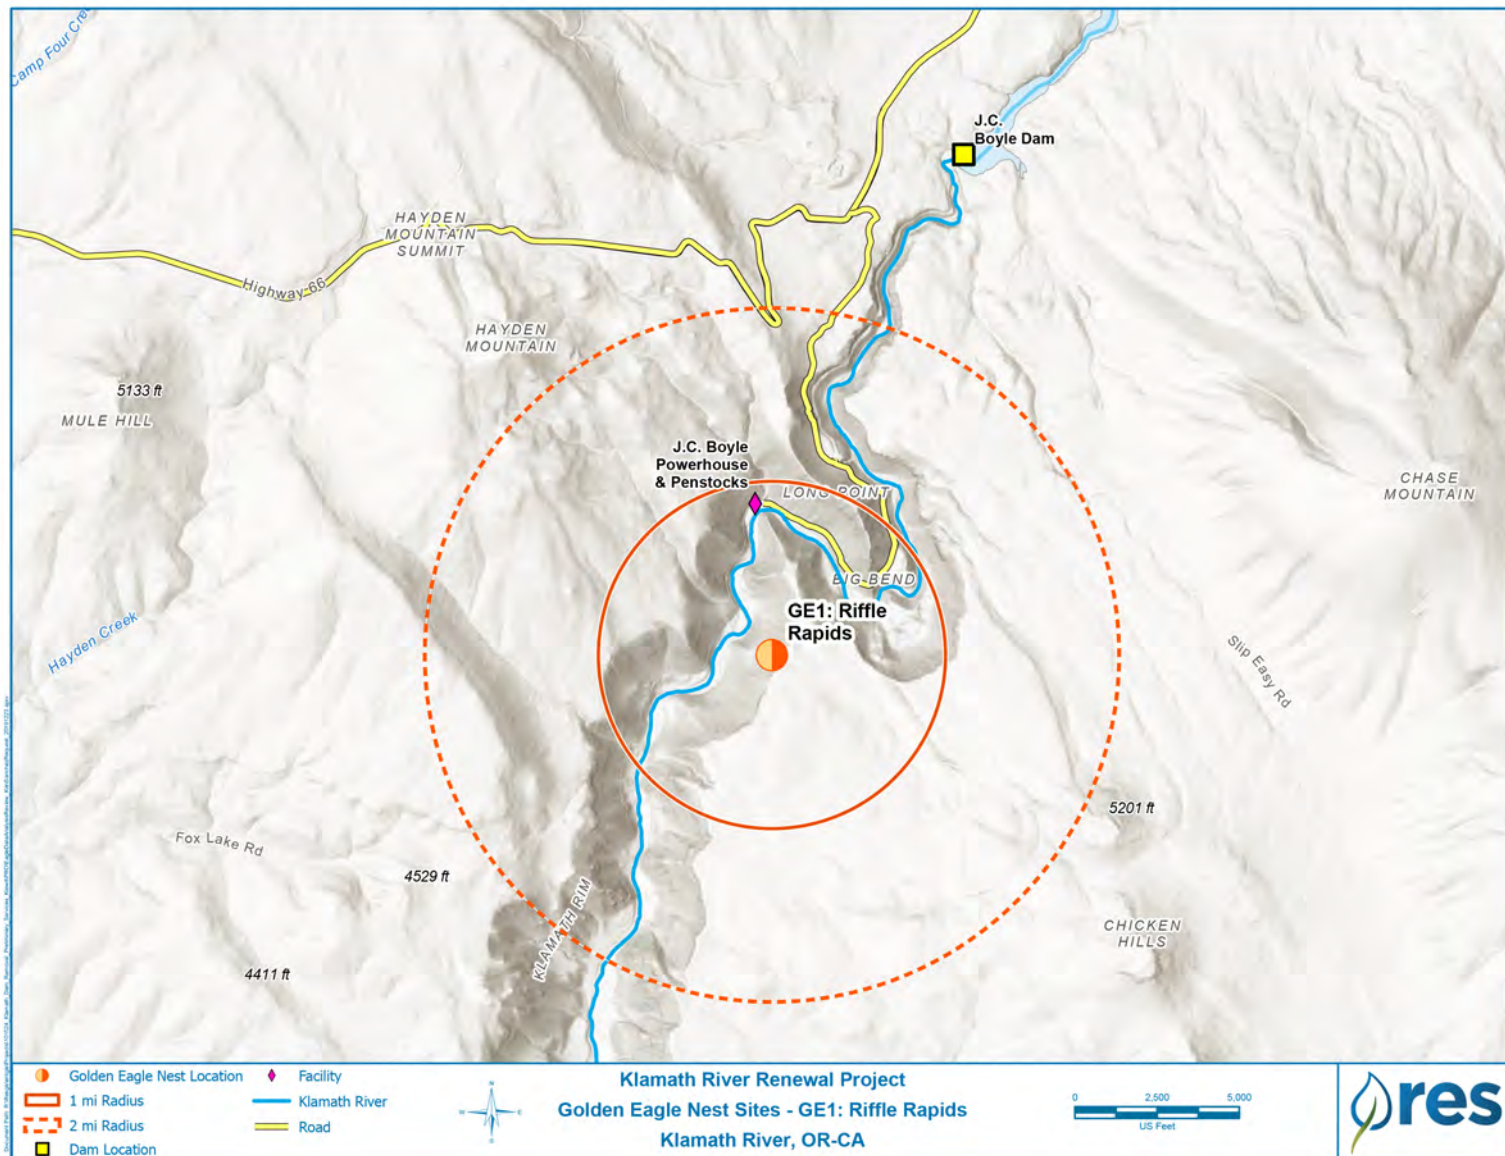 Camp Four Creek
J.C.
Boyle Dam
HAYDEN
MOUNTAIN
SUMMIT
Highway 66
HAYDEN
MOUNTAIN
5133 ft
MULE HILL
J.C. Boyle
Powerhouse
& Penstocks
LONG POINT
CHASE
MOUNTAIN
BIG BEND
GE1: Riffle
Rapids
Hayden Creek
Slip Easy Rd
5201 ft
Fox Lake Rd
4529 ft
KLAMATH RIM
CHICKEN
HILLS
4411 ft
Golden Eagle Nest Location
1 mi Radius
2 mi Radius
Dam Location
Facility
Klamath River
Road
N
W
E
S
Klamath River Renewal Project
Golden Eagle Nest Sites - GE1: Riffle Rapids
Klamath River, OR-CA
0 2,500 5,000
US Feet
res